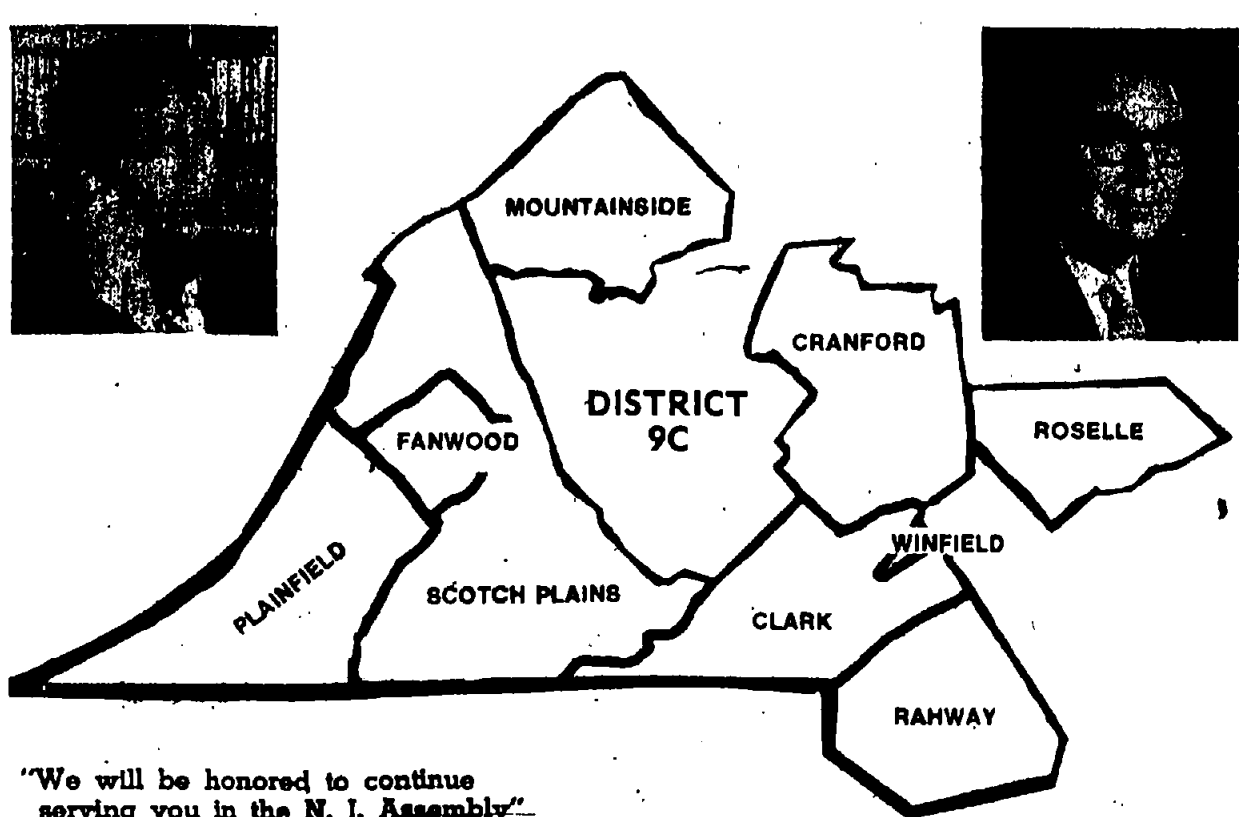 MOUNTAINSIDE
CRANFORD
DISTRICT
9C
ROSELLE
FANWOOD
WINFIELD
PLAINFIELD
SCOTCH PLAINS
CLARK
RAHWAY
"We will be honored to continue
serving you in the N. J. Assembly"